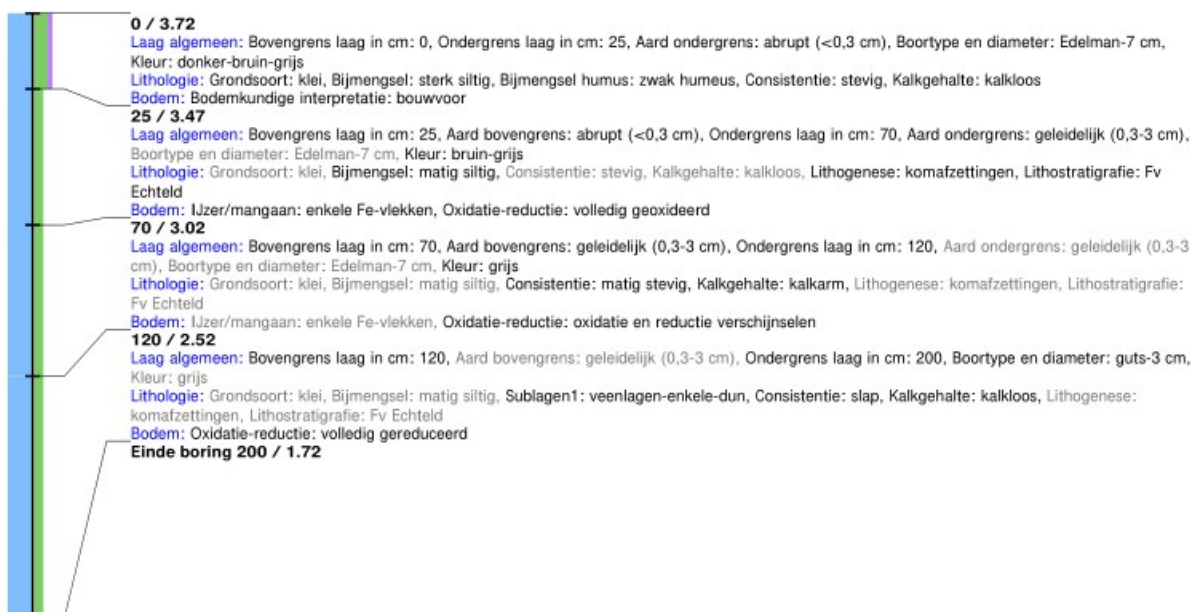 0 / 3.72
Laag algemeen: Bovengrens laag in cm: 0, Ondergrens laag in cm: 25, Aard ondergrens: abrupt (<0,3 cm), Boortype en diameter: Edelman-7 cm,
Kleur: donker-bruin-grijs
Lithologie: Grondsoort: klei, Bijmengsel: sterk siltig, Bijmengsel humus: zwak humeus, Consistentie: stevig, Kalkgehalte: kalkloos
Bodem: Bodemkundige interpretatie: bouwvoor
25 / 3.47
Laag algemeen: Bovengrens laag in cm: 25, Aard bovengrens: abrupt (<0,3 cm), Ondergrens laag in cm: 70, Aard ondergrens: geleidelijk (0,3-3 cm),
Boortype en diameter: Edelman-7 cm, Kleur: bruin-grijs
Lithologie: Grondsoort: klei, Bijmengsel: matig siltig, Consistentie: stevig, Kalkgehalte: kalkloos, Lithogenese: komafzettingen, Lithostratigrafie: Fv
Echteld
Bodem: IJzer/mangaan: enkele Fe-vlekken, Oxidatie-reductie: volledig geoxideerd
70 / 3.02
Laag algemeen: Bovengrens laag in cm: 70, Aard bovengrens: geleidelijk (0,3-3 cm), Ondergrens laag in cm: 120, Aard ondergrens: geleidelijk (0,3-3
cm), Boortype en diameter: Edelman-7 cm, Kleur: grijs
Lithologie: Grondsoort: klei, Bijmengsel: matig siltig, Consistentie: matig stevig, Kalkgehalte: kalkarm, Lithogenese: komafzettingen, Lithostratigrafie:
Fv Echteld
Bodem: IJzer/mangaan: enkele Fe-vlekken, Oxidatie-reductie: oxidatie en reductie verschijnselen
120 / 2.52
Laag algemeen: Bovengrens laag in cm: 120, Aard bovengrens: geleidelijk (0,3-3 cm), Ondergrens laag in cm: 200, Boortype en diameter: guts-3 cm,
Kleur: grijs
Lithologie: Grondsoort: klei, Bijmengsel: matig siltig, Sublagen1: veenlagen-enkele-dun, Consistentie: slap, Kalkgehalte: kalkloos, Lithogenese:
komafzettingen, Lithostratigrafie: Fv Echteld
Bodem: Oxidatie-reductie: volledig gereduceerd
Einde boring 200 / 1.72